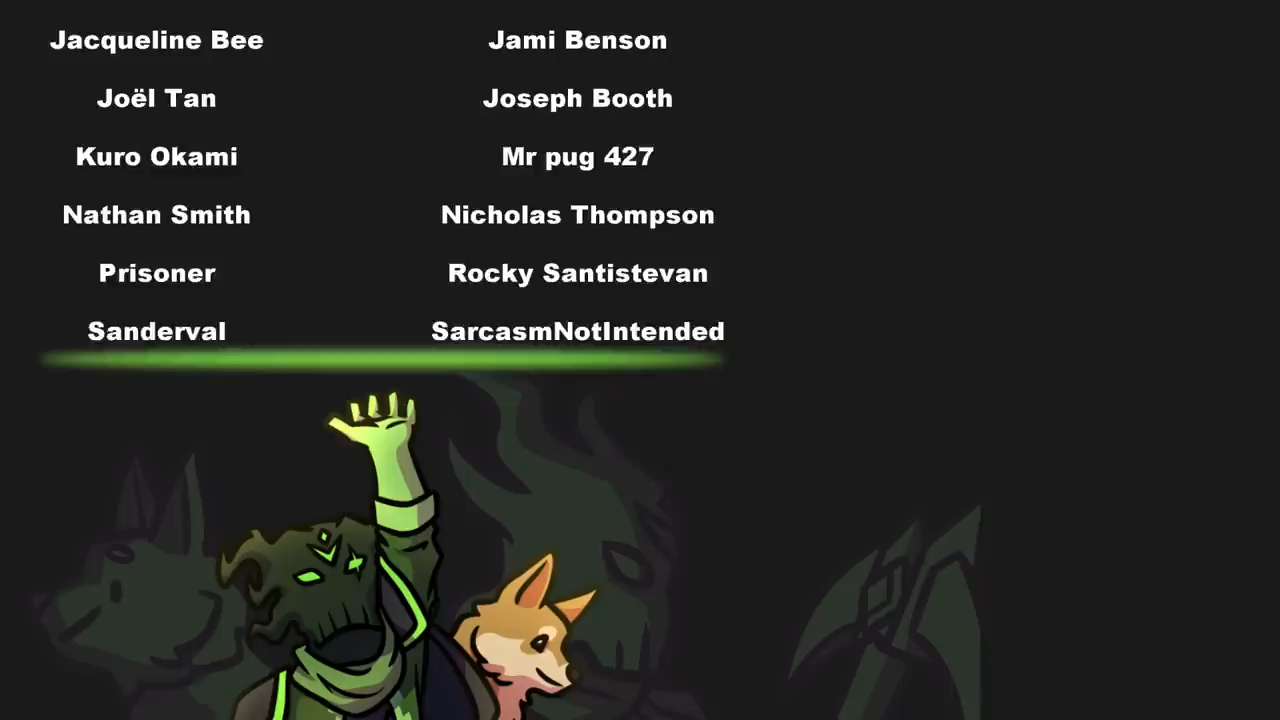 Jacqueline Bee
Jami Benson
Joël Tan
Joseph Booth
Kuro Okami
Mr pug 427
Nathan Smith
Nicholas Thompson
Prisoner
Rocky Santistevan
Sanderval
SarcasmNotIntended